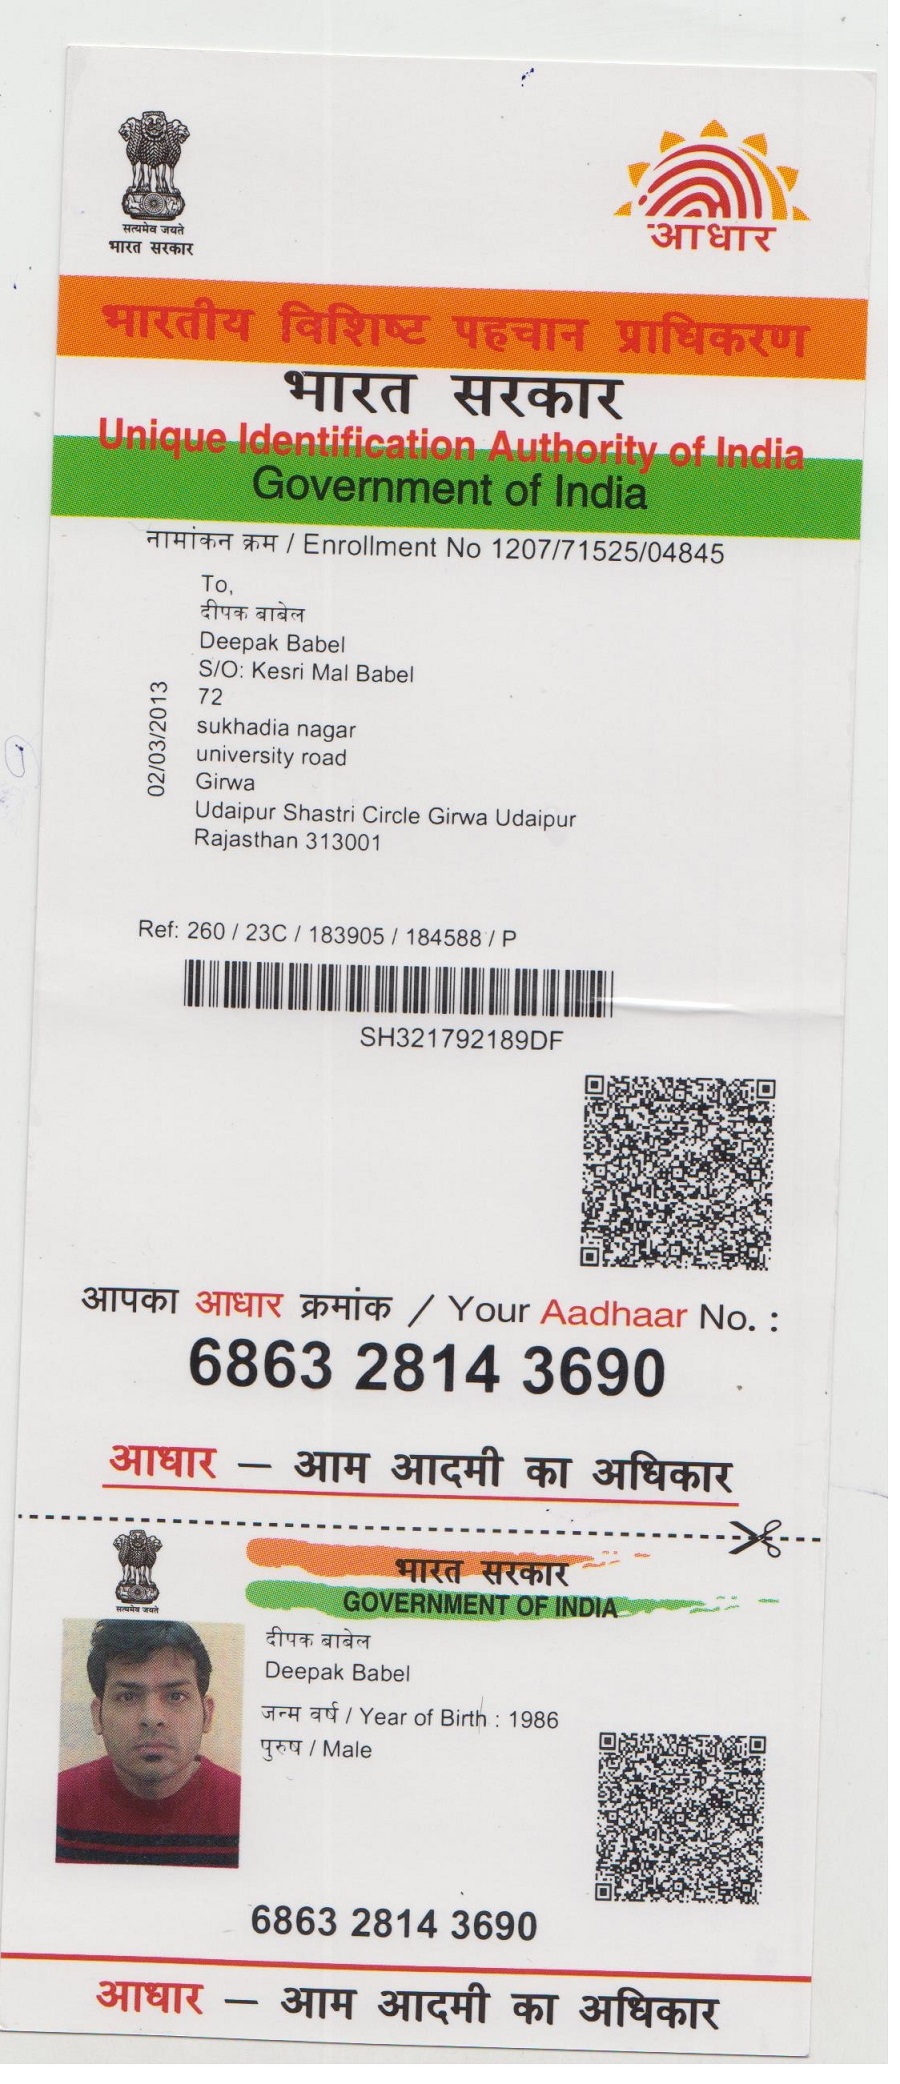 सत्यमेव जयते
भारत सरकार
आधार
भारतीय विशिष्ट पहचान प्राधिकरण
भारत सरकार
Unique Identification Authority of India
Government of India
नामांकन क्रम / Enrollment No 1207/71525/04845
To,
दीपक बाबेल
Deepak Babel
S/O: Kesri Mal Babel
72
sukhadia nagar
university road
Girwa
Udaipur Shastri Circle Girwa Udaipur
Rajasthan 313001
02/03/2013
Ref: 260 / 23C / 183905 / 184588 / P
SH321792189DF
आपका आधार क्रमांक / Your Aadhaar No. :
6863 2814 3690
आधार – आम आदमी का अधिकार
सत्यमेव जयते
भारत सरकार
GOVERNMENT OF INDIA
दीपक बाबेल
Deepak Babel
जन्म वर्ष / Year of Birth : 1986
पुरुष / Male
6863 2814 3690
आधार – आम आदमी का अधिकार